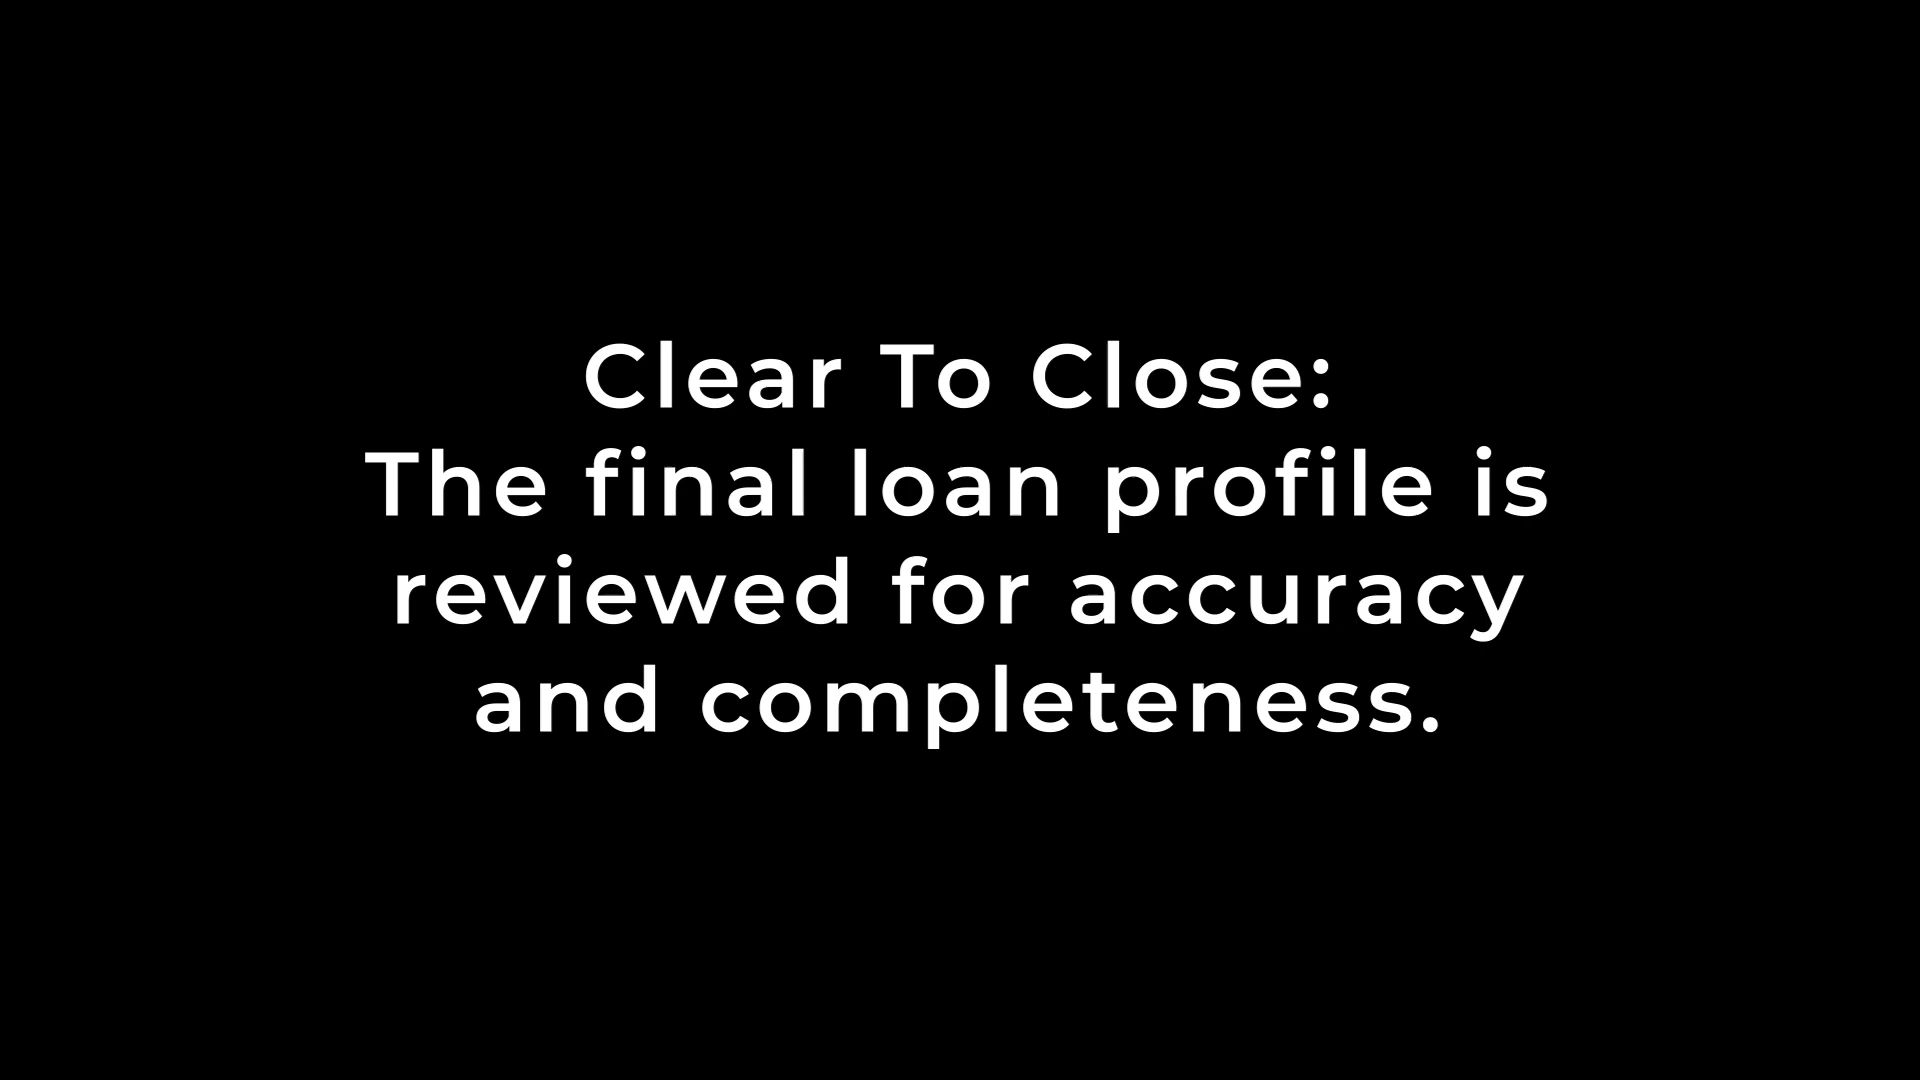 Clear To Close:
The final loan profile is
reviewed for accuracy
and completeness.